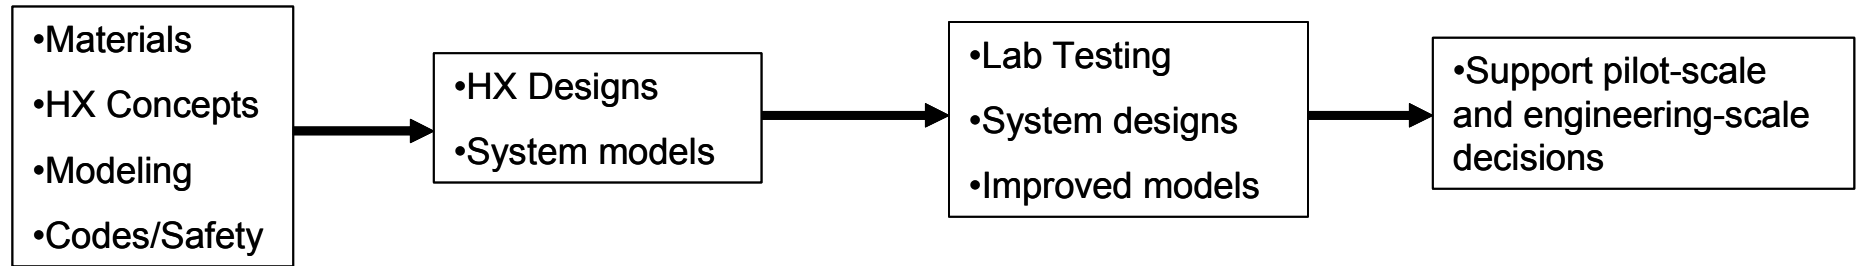 •Materials
•HX Concepts
•Modeling
•Codes/Safety
•HX Designs
•System models
•Lab Testing
•System designs
•Improved models
•Support pilot-scale
and engineering-scale
decisions